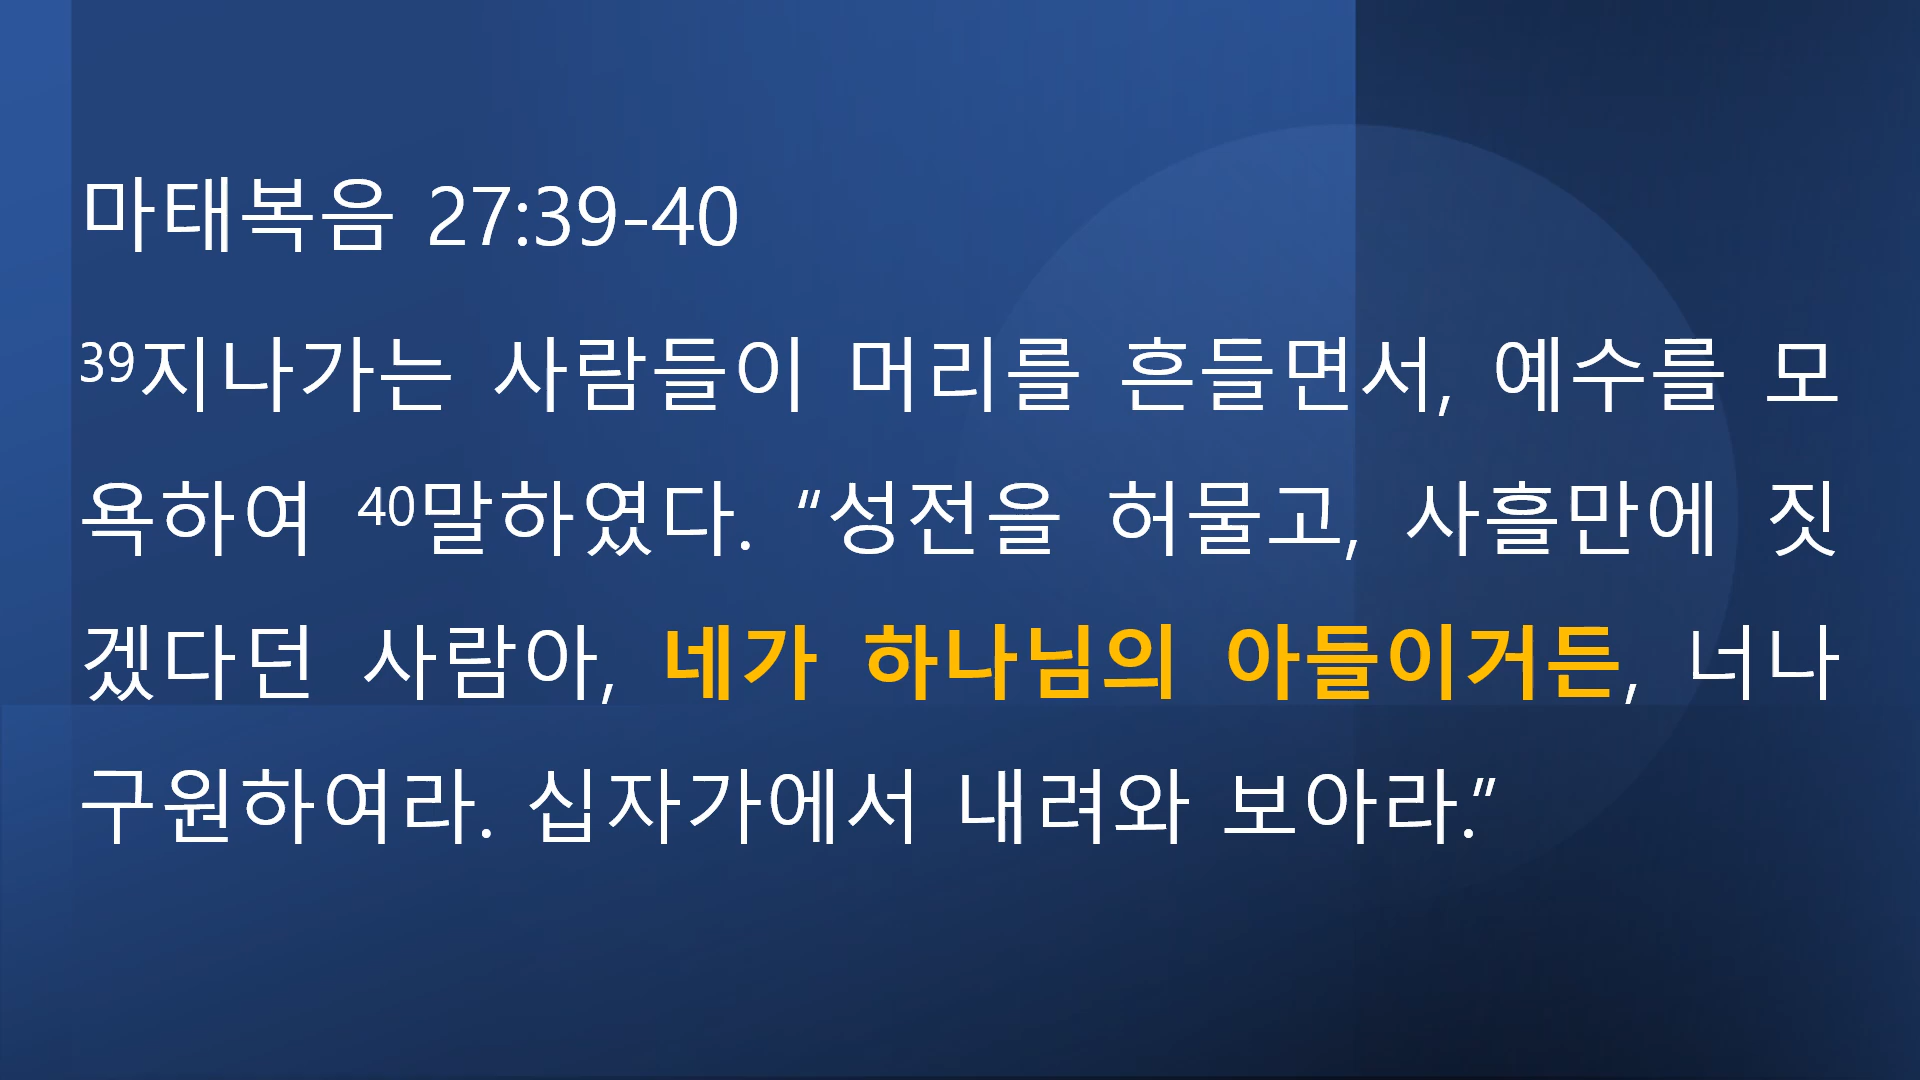 마태복음 27:39-40
39지나가는 사람들이 머리를 흔들면서, 예수를 모
욕하여 40말하였다. “성전을 허물고, 사흘만에 짓
겠다던 사람아, 네가 하나님의 아들이거든, 너나
구원하여라. 십자가에서 내려와 보아라.”